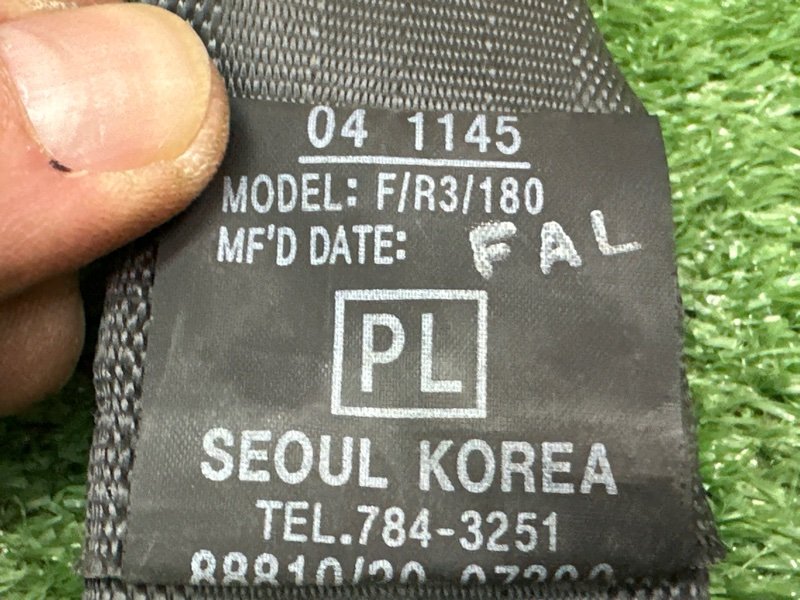 04 1145
MODEL: F/R3/180
MF'D DATE: FAL
PL
SEOUL KOREA
TEL.784-3251